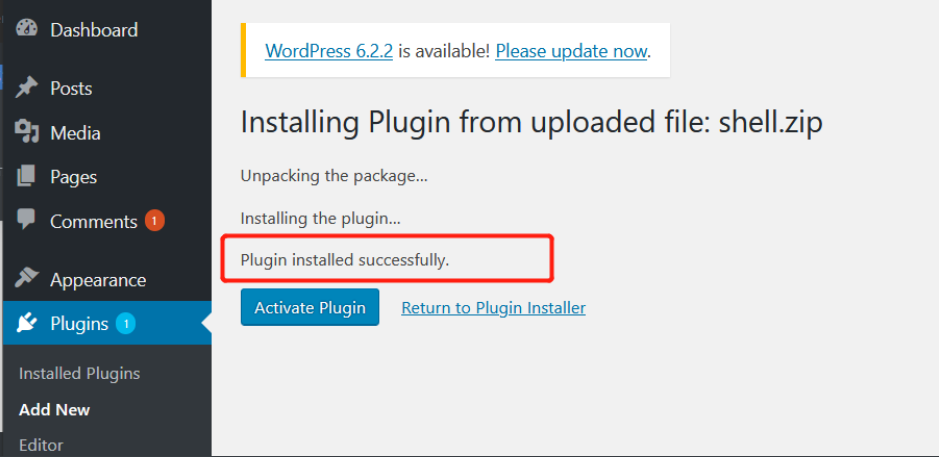 Dashboard
Posts
Media
Pages
Comments 1
Appearance
Plugins 1
Installed Plugins
Add New
Editor
WordPress 6.2.2 is available! Please update now.
Installing Plugin from uploaded file: shell.zip
Unpacking the package...
Installing the plugin...
Plugin installed successfully.
Activate Plugin Return to Plugin Installer